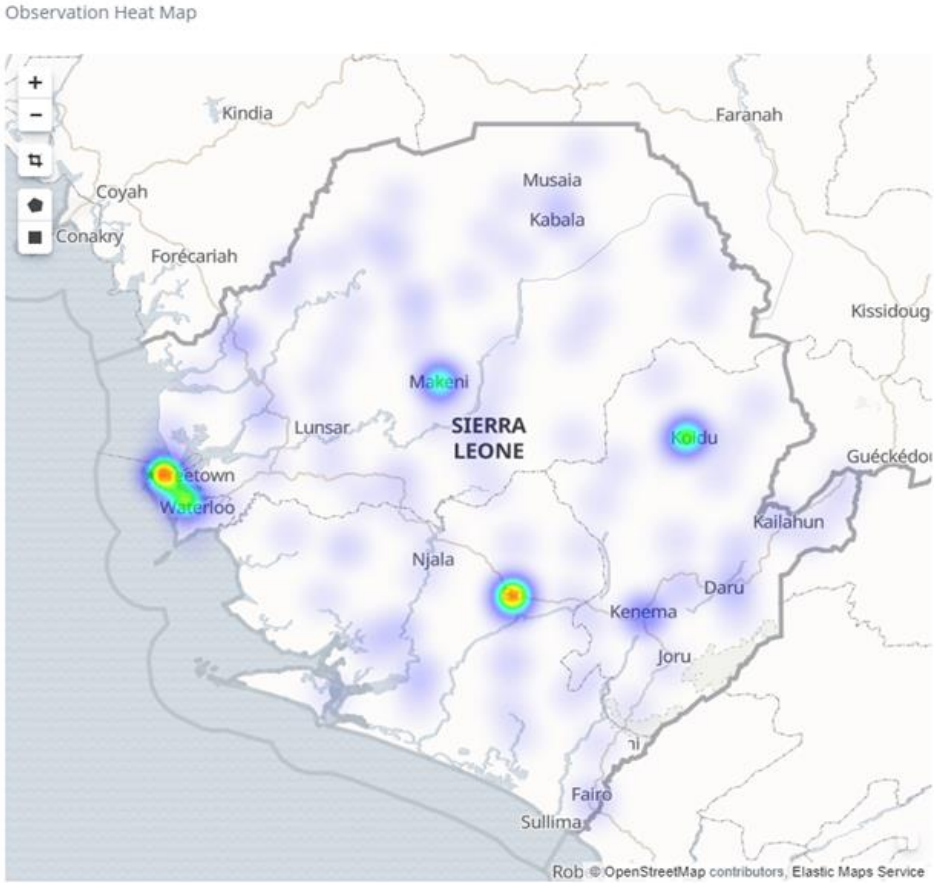 Observation Heat Map
+
−
Kindia
Faranah
Musaia
Coyah
Kabala
Conakry
Forécariah
Kissidoug
Makeni
SIERRA
LEONE
Lunsar
Koidu
Guéckédou
etown
Waterloo
Kailahun
Njala
Daru
Kenema
Joru
Fairo
Sullima
Rob
© OpenStreetMap contributors, Elastic Maps Service